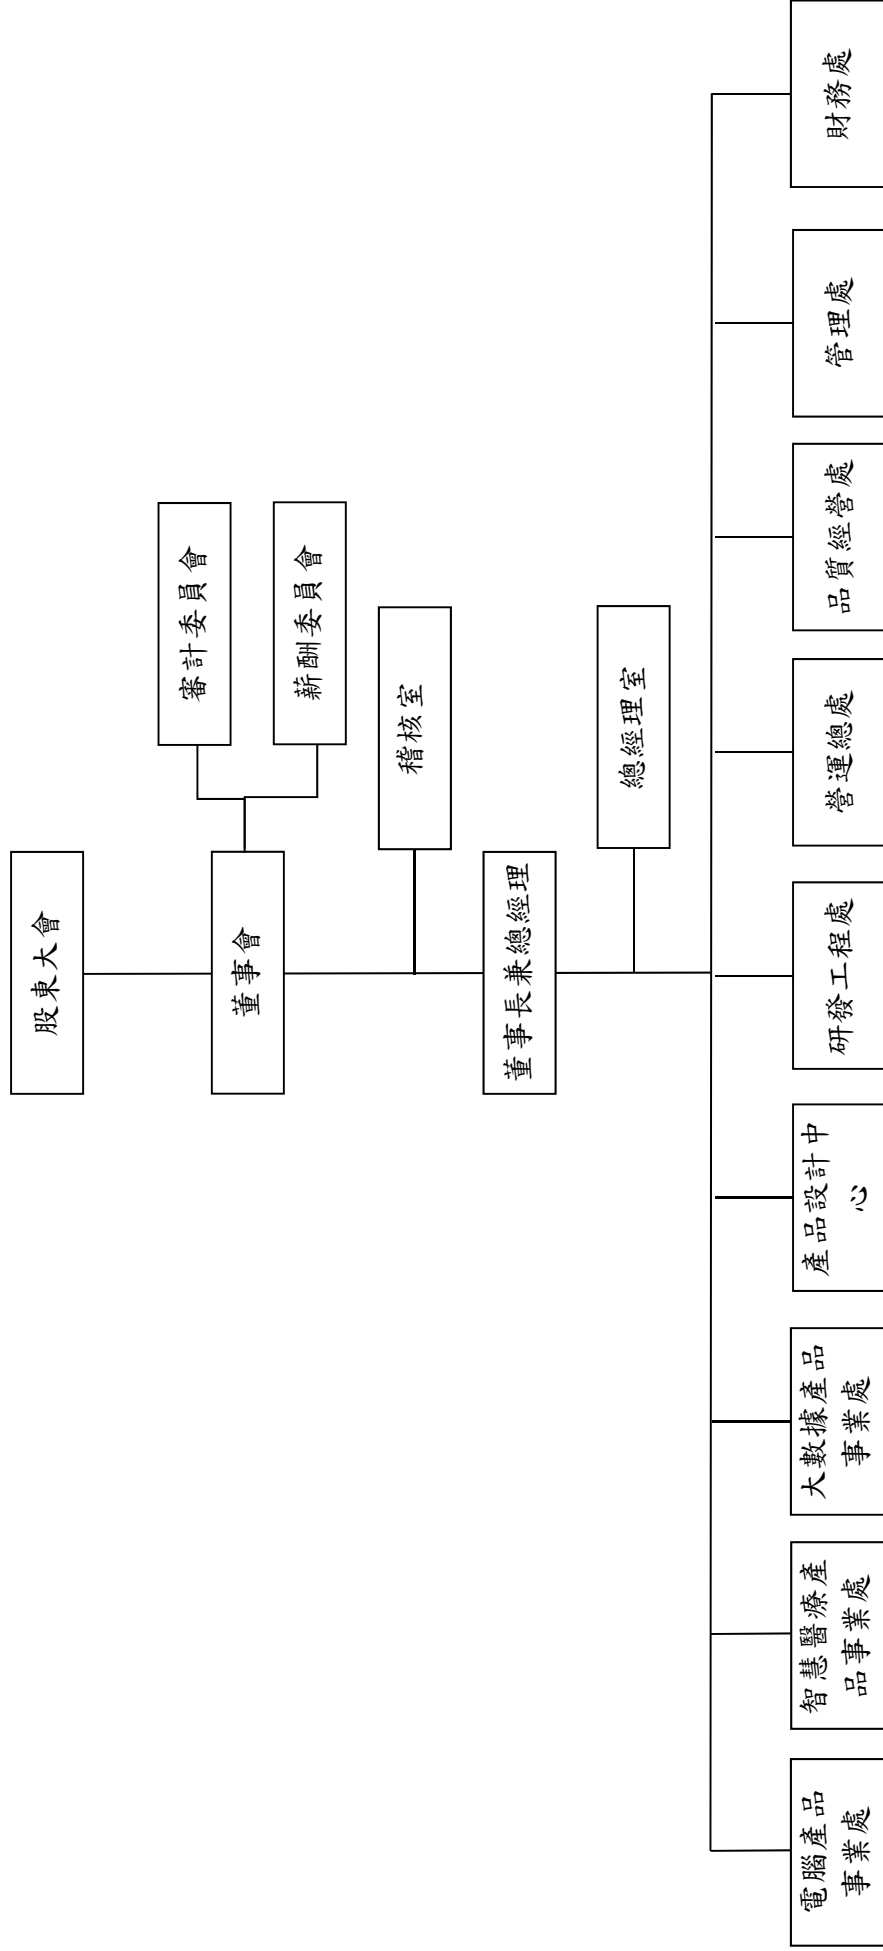 股東大會
審計委員會
董事會
薪酬委員會
稽核室
董事長兼總經理
總經理室
電腦產品
事業處
智慧醫療產
品事業處
大數據產品
事業處
產品設計中
心
研發工程處
營運總處
品質經營處
管理處
財務處